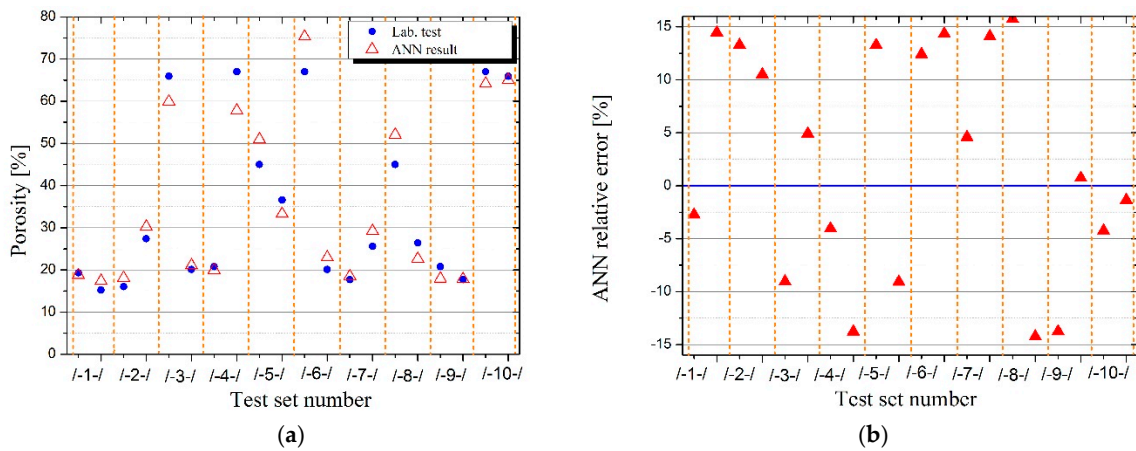 Lab. test
ANN result
Porosity [%]
80
70
60
50
40
30
20
10
0
/-1-/ /-2-/ /-3-/ /-4-/ /-5-/ /-6-/ /-7-/ /-8-/ /-9-/ /-10-/
Test set number
(a)
ANN relative error [%]
15
10
5
0
-5
-10
-15
/-1-/ /-2-/ /-3-/ /-4-/ /-5-/ /-6-/ /-7-/ /-8-/ /-9-/ /-10-/
Test set number
(b)